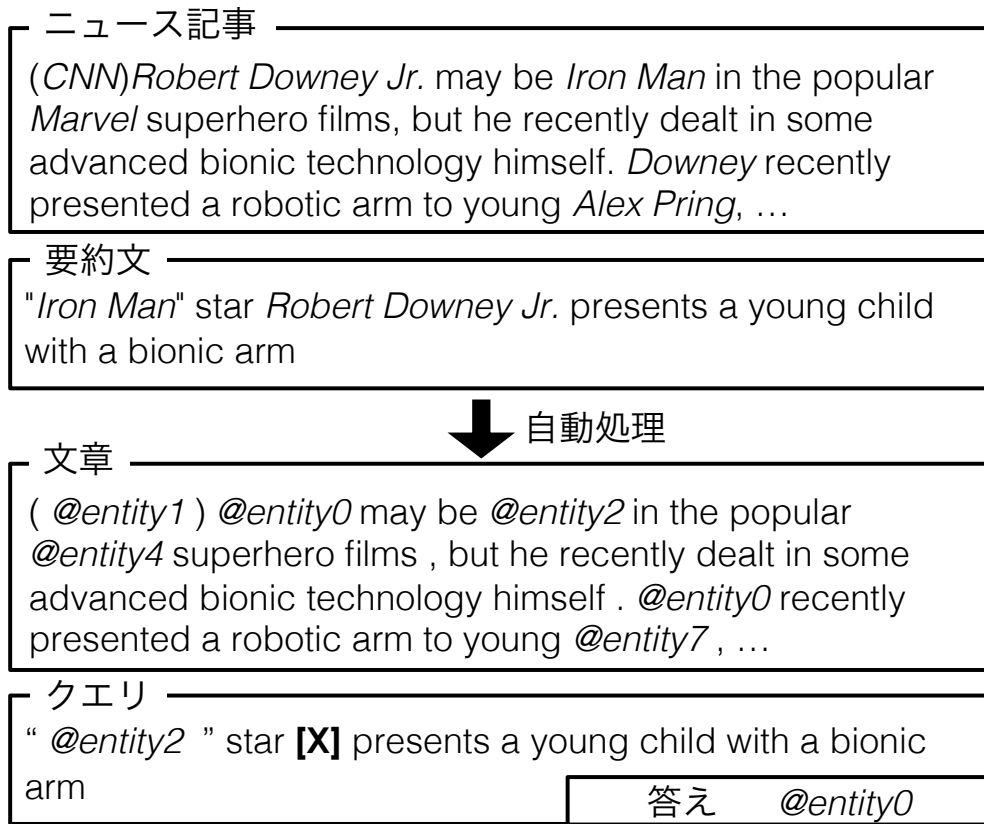 ニュース記事
(CNN)Robert Downey Jr. may be Iron Man in the popular
Marvel superhero films, but he recently dealt in some
advanced bionic technology himself. Downey recently
presented a robotic arm to young Alex Pring, …
要約文
"Iron Man" star Robert Downey Jr. presents a young child
with a bionic arm
自動処理
文章
( @entity1 ) @entity0 may be @entity2 in the popular
@entity4 superhero films , but he recently dealt in some
advanced bionic technology himself . @entity0 recently
presented a robotic arm to young @entity7 , …
クエリ
“ @entity2 ” star [X] presents a young child with a bionic
arm
答え @entity0